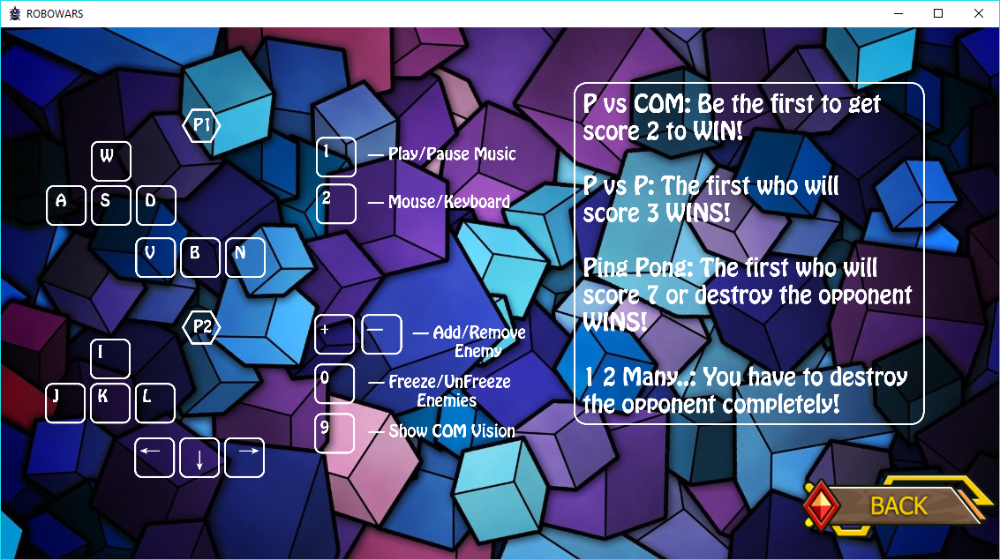 ROBOWARS
P1
W
A S D
V B N
P2
I
J K L
← ↓ →
1 — Play/Pause Music
2 — Mouse/Keyboard
+ — — Add/Remove
Enemy
0 — Freeze/UnFreeze
Enemies
9 — Show COM Vision
P vs COM: Be the first to get
score 2 to WIN!
P vs P: The first who will
score 3 WINS!
Ping Pong: The first who will
score 7 or destroy the opponent
WINS!
1 2 Many..: You have to destroy
the opponent completely!
BACK